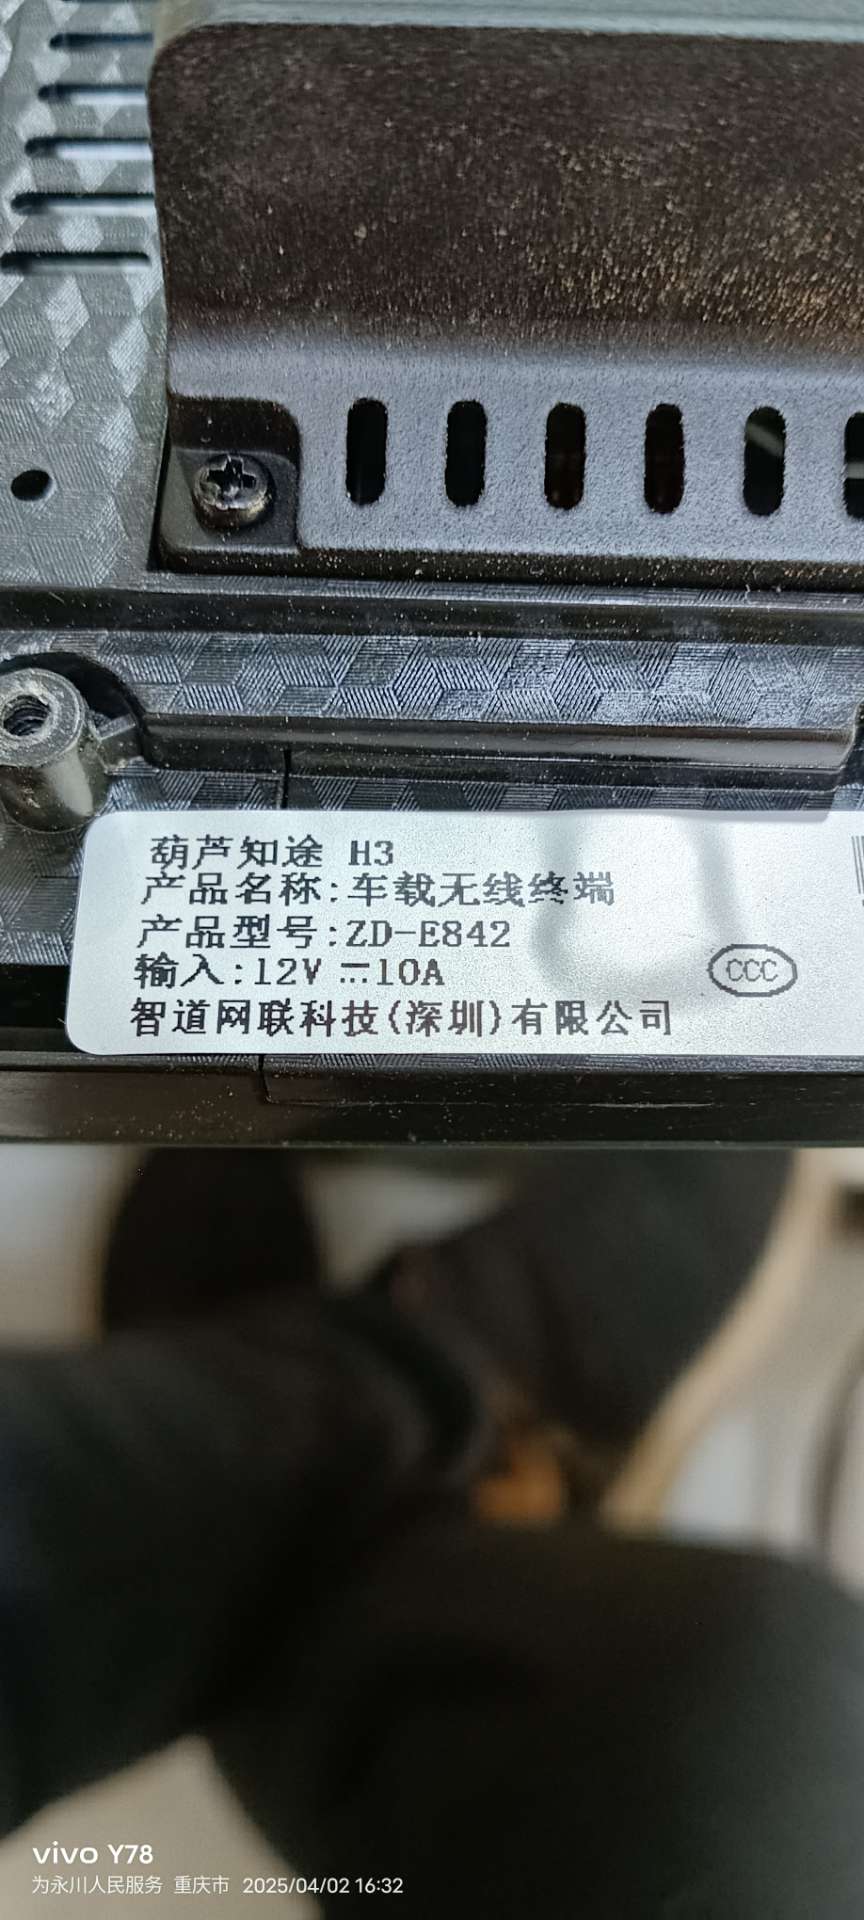 葫芦知途 H3
产品名称:车载无线终端
产品型号:ZD-E842
输入:12V ⎓10A
CCC
智道网联科技(深圳)有限公司
vivo Y78
为永川人民服务 重庆市 2025/04/02 16:32